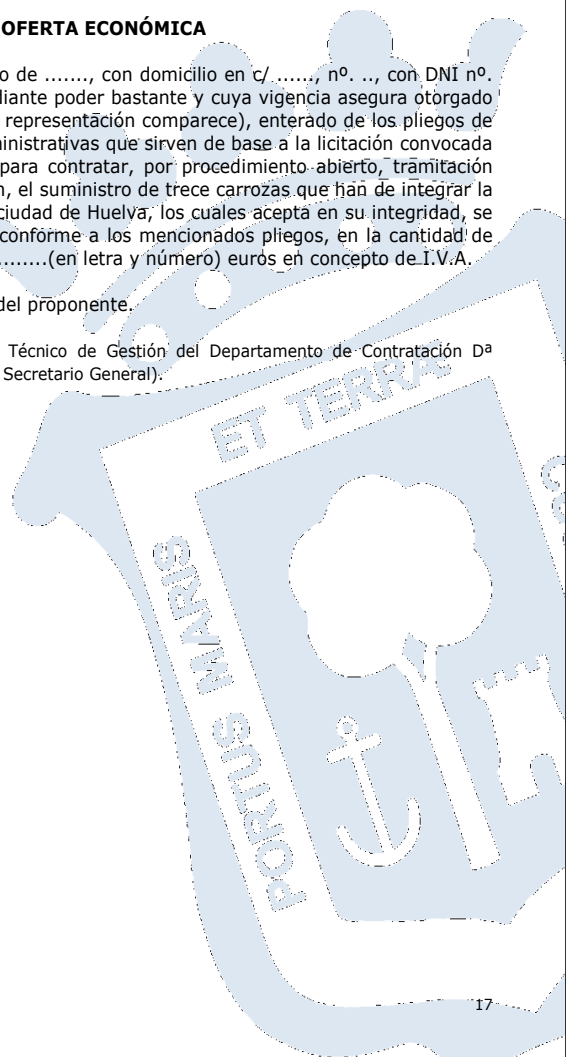 OFERTA ECONÓMICA
o de ......., con domicilio en c/ ......, nº. .., con DNI nº.
diante poder bastante y cuya vigencia asegura otorgado
representación comparece), enterado de los pliegos de
ministrativas que sirven de base a la licitación convocada
para contratar, por procedimiento abierto, tramitación
n, el suministro de trece carrozas que han de integrar la
ciudad de Huelva, los cuales acepta en su integridad, se
conforme a los mencionados pliegos, en la cantidad de
........(en letra y número) euros en concepto de I.V.A.
del proponente.
Técnico de Gestión del Departamento de Contratación Dª
Secretario General).
ET TERRÆ
PORTUS MARIS
17